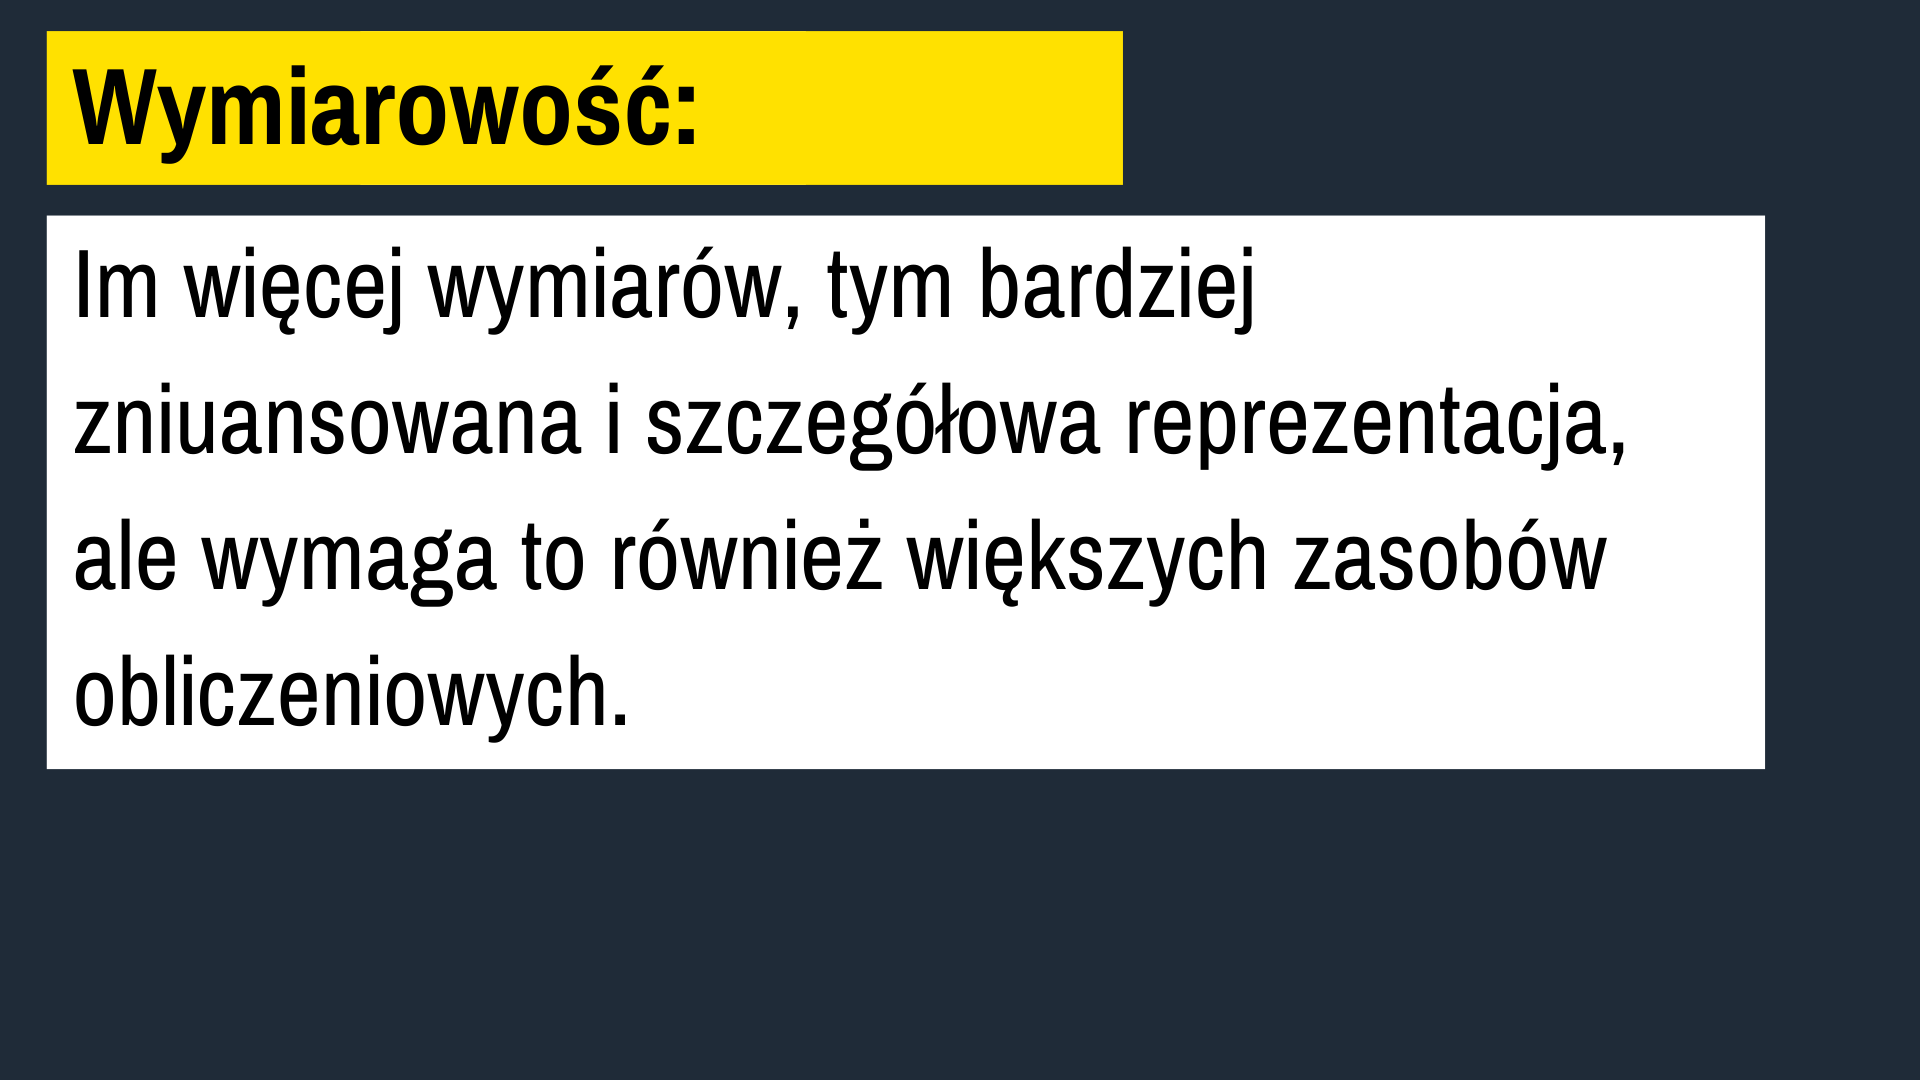 Wymiarowość:
Im więcej wymiarów, tym bardziej
zniuansowana i szczegółowa reprezentacja,
ale wymaga to również większych zasobów
obliczeniowych.